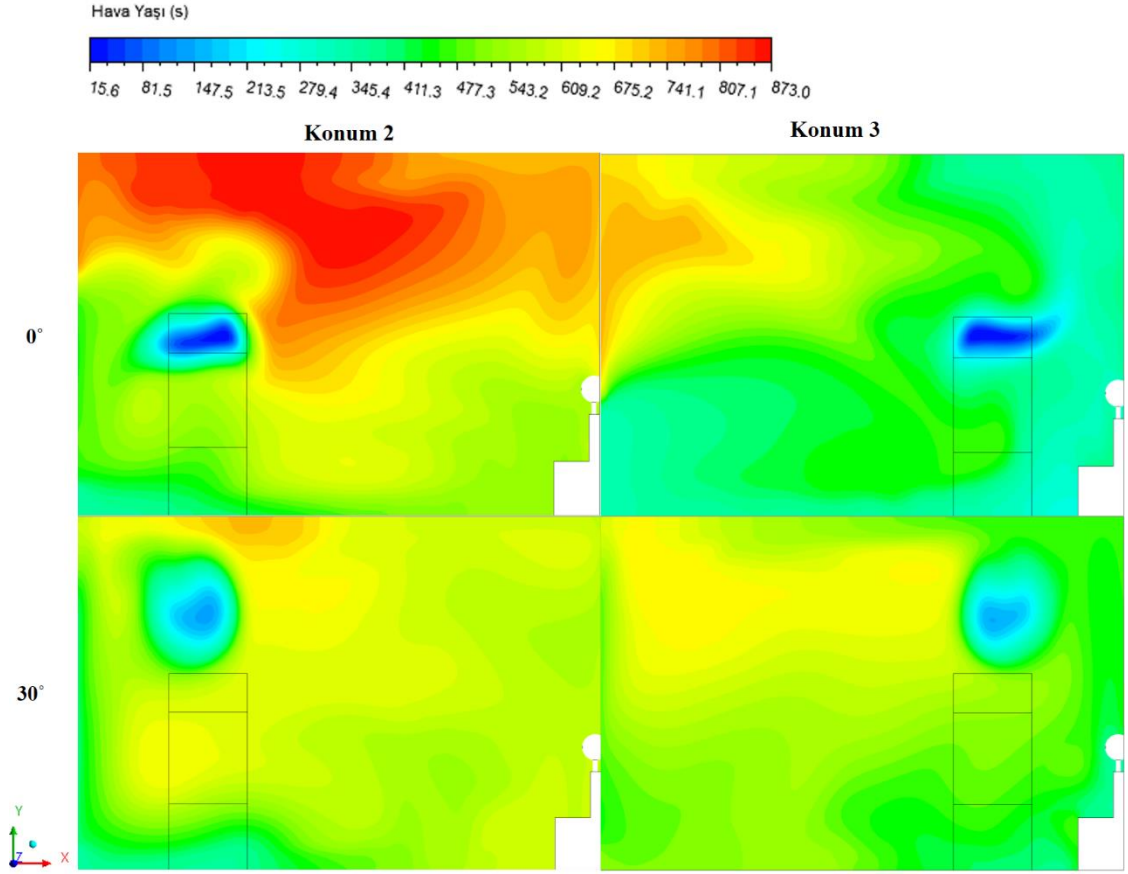 Hava Yaşı (s)
15.6 81.5 147.5 213.5 279.4 345.4 411.3 477.3 543.2 609.2 675.2 741.1 807.1 873.0
Konum 2 Konum 3
0°
30°
Y
Z X